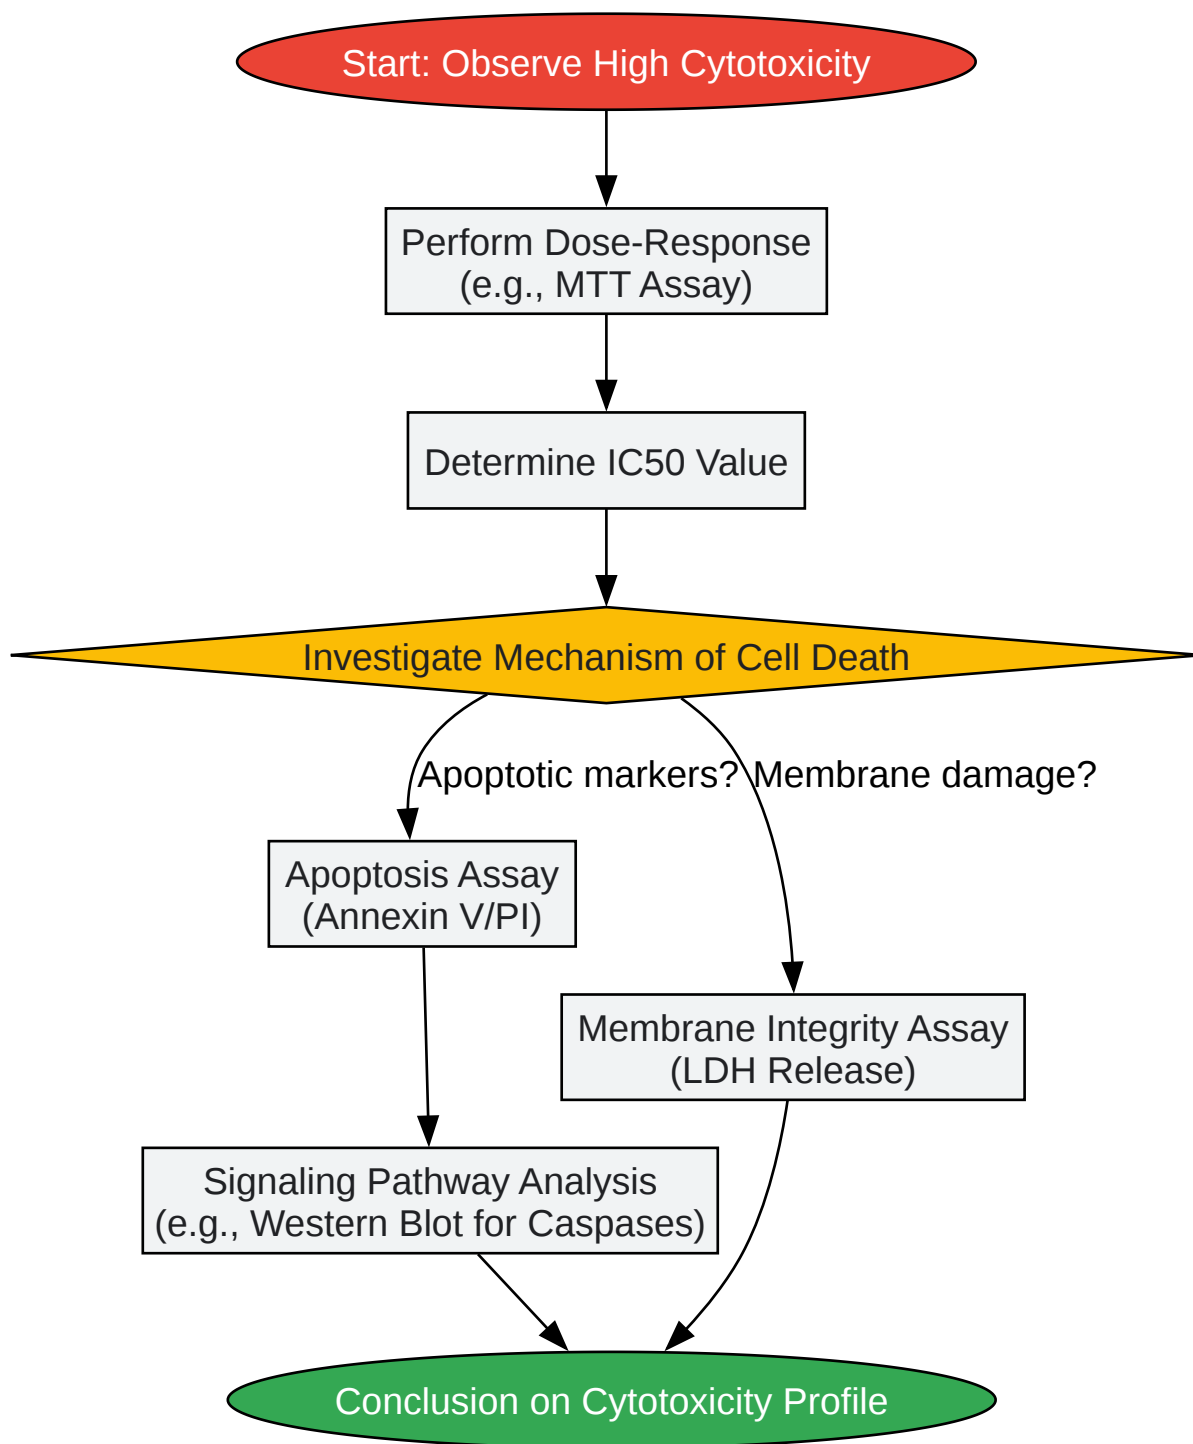 Start: Observe High Cytotoxicity
Perform Dose-Response
(e.g., MTT Assay)
Determine IC50 Value
Investigate Mechanism of Cell Death
Apoptotic markers?
Membrane damage?
Apoptosis Assay
(Annexin V/PI)
Membrane Integrity Assay
(LDH Release)
Signaling Pathway Analysis
(e.g., Western Blot for Caspases)
Conclusion on Cytotoxicity Profile